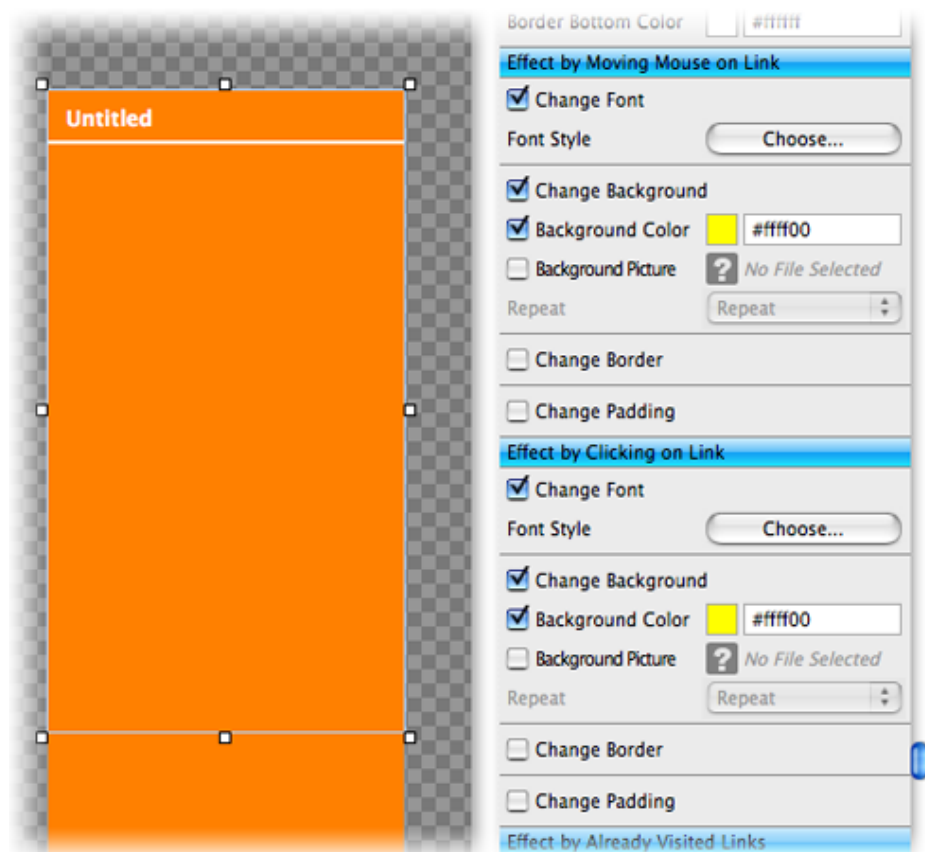 Untitled
Border Bottom Color #ffffff
Effect by Moving Mouse on Link
Change Font
Font Style Choose...
Change Background
Background Color #ffff00
Background Picture ? No File Selected
Repeat Repeat
Change Border
Change Padding
Effect by Clicking on Link
Change Font
Font Style Choose...
Change Background
Background Color #ffff00
Background Picture ? No File Selected
Repeat Repeat
Change Border
Change Padding
Effect by Already Visited Links